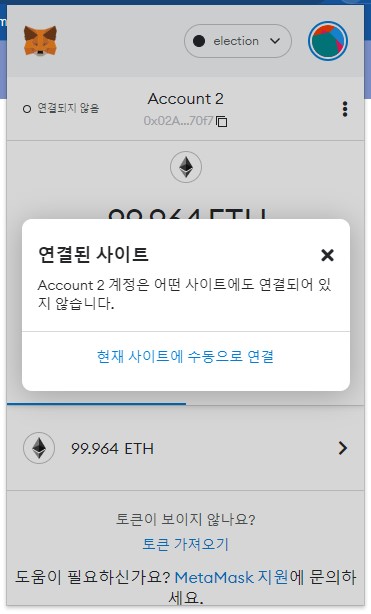 election
연결되지 않음
Account 2
0x02A...70f7
99.964 ETH
연결된 사이트
Account 2 계정은 어떤 사이트에도 연결되어 있
지 않습니다.
현재 사이트에 수동으로 연결
99.964 ETH
토큰이 보이지 않나요?
토큰 가져오기
도움이 필요하신가요? MetaMask 지원에 문의하
세요.